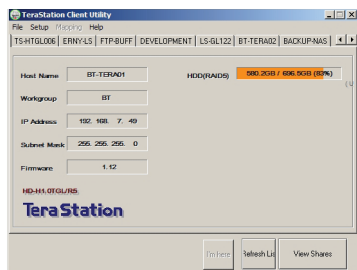 TeraStation Client Utility
File Setup Mapping Help
TS-HTGL006 ERNY-LS FTP-BUFF DEVELOPMENT LS-GL122 BT-TERA02 BACKUP-NAS
Host Name BT-TERA01 HDD(RAID5) 580.2GB / 696.5GB (83%)
Workgroup BT
IP Address 192. 168. 7. 49
Subnet Mask 255. 255. 255. 0
Firmware 1.12
HD-H1.0TGL/R5
TeraStation
I'm here Refresh Lis View Shares